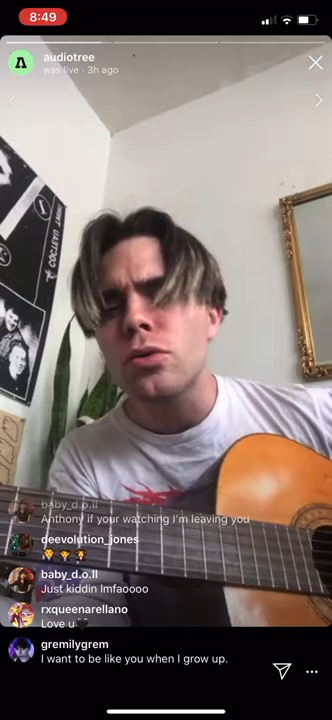 8:49
audiotree
was live · 3h ago
baby_d.o.ll
Anthony if your watching I'm leaving you
deevolution_jones
baby_d.o.ll
Just kiddin lmfaoooo
rxqueenarellano
Love u🖤
gremilygrem
I want to be like you when I grow up.